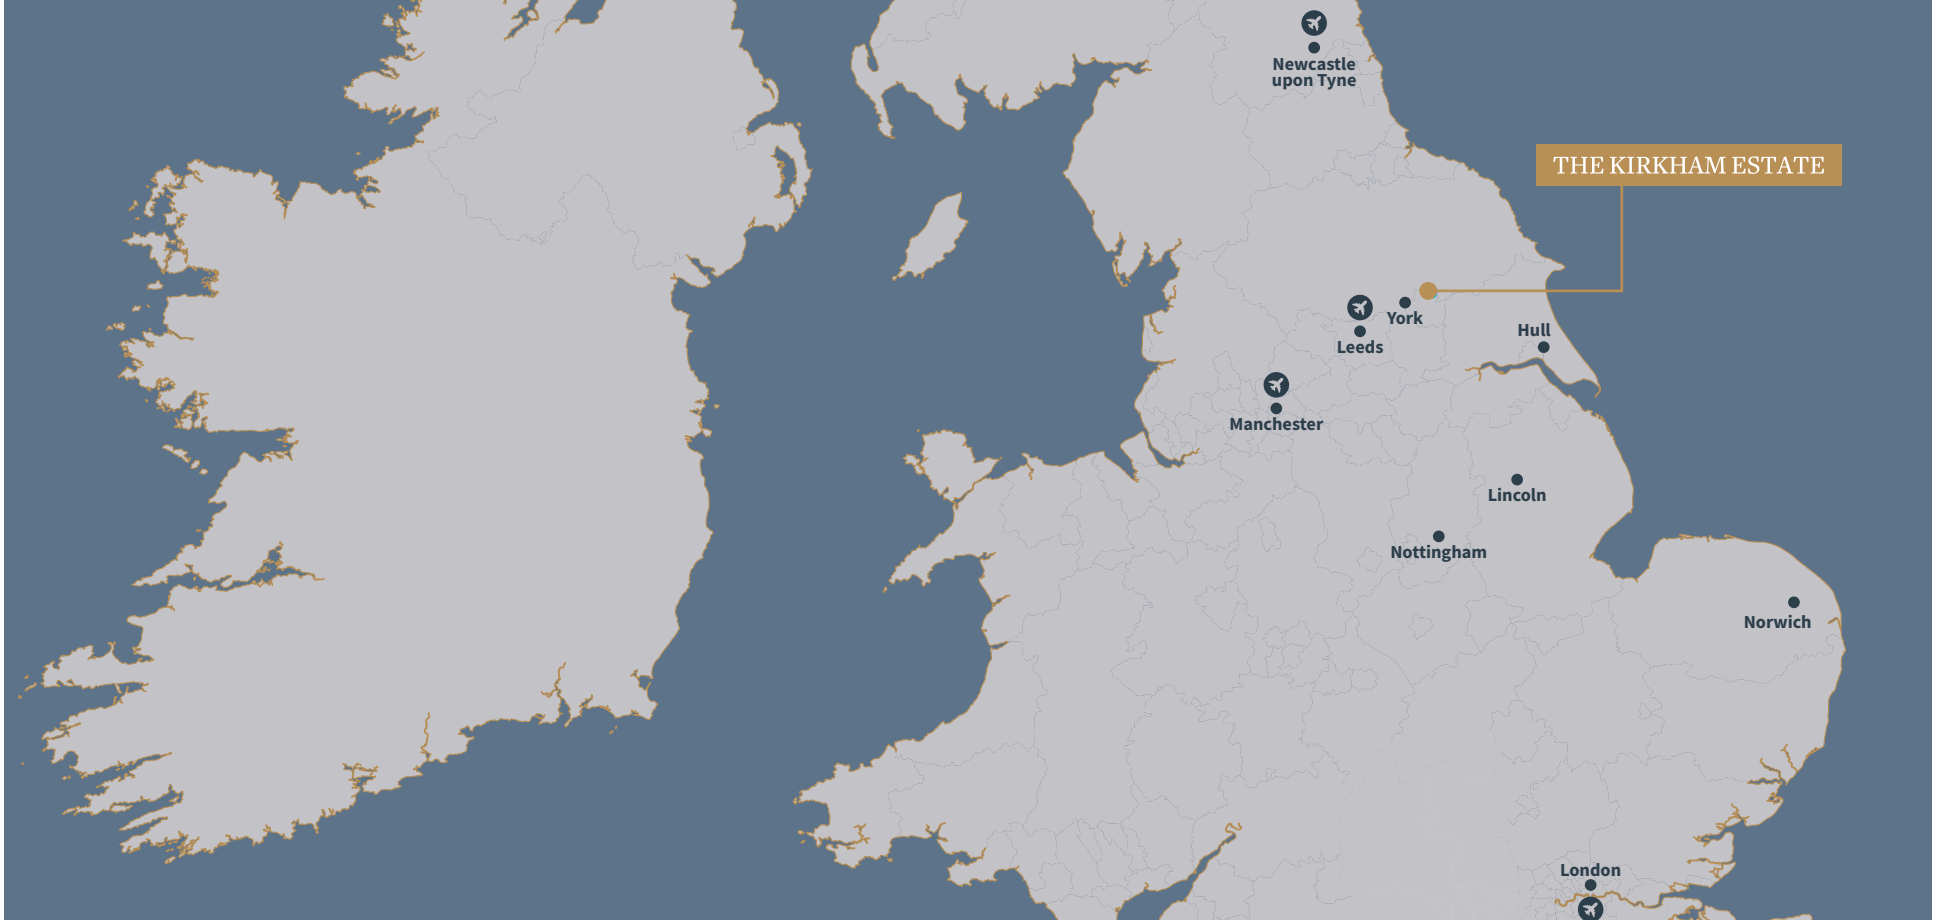 Newcastle
upon Tyne
THE KIRKHAM ESTATE
York
Leeds
Hull
Manchester
Lincoln
Nottingham
Norwich
London